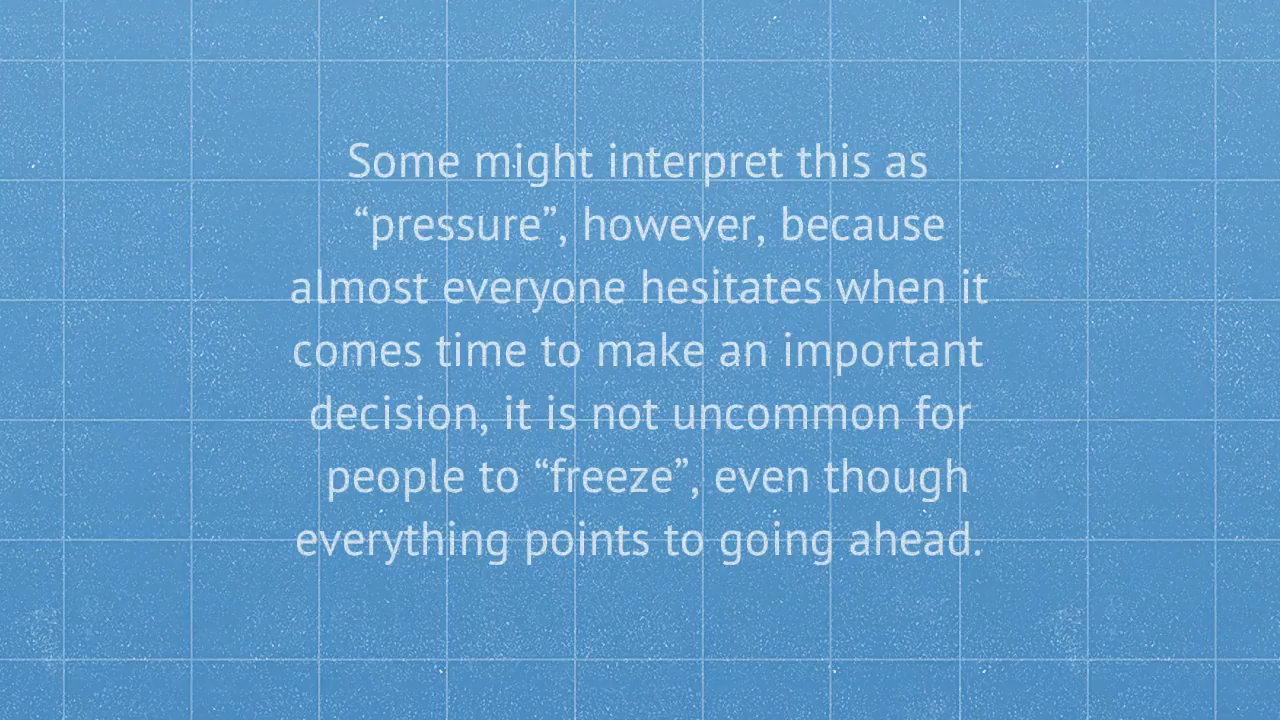 Some might interpret this as
“pressure”, however, because
almost everyone hesitates when it
comes time to make an important
decision, it is not uncommon for
people to “freeze”, even though
everything points to going ahead.